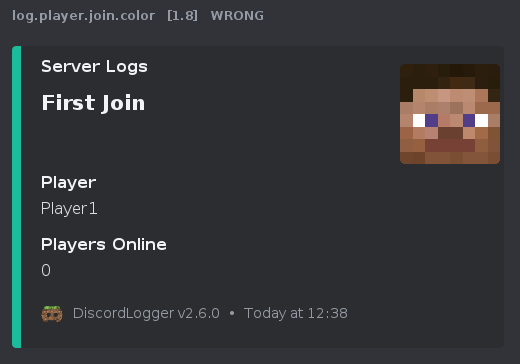 log.player.join.color [1.8] WRONG
Server Logs
First Join
Player
Player1
Players Online
0
DiscordLogger v2.6.0 • Today at 12:38